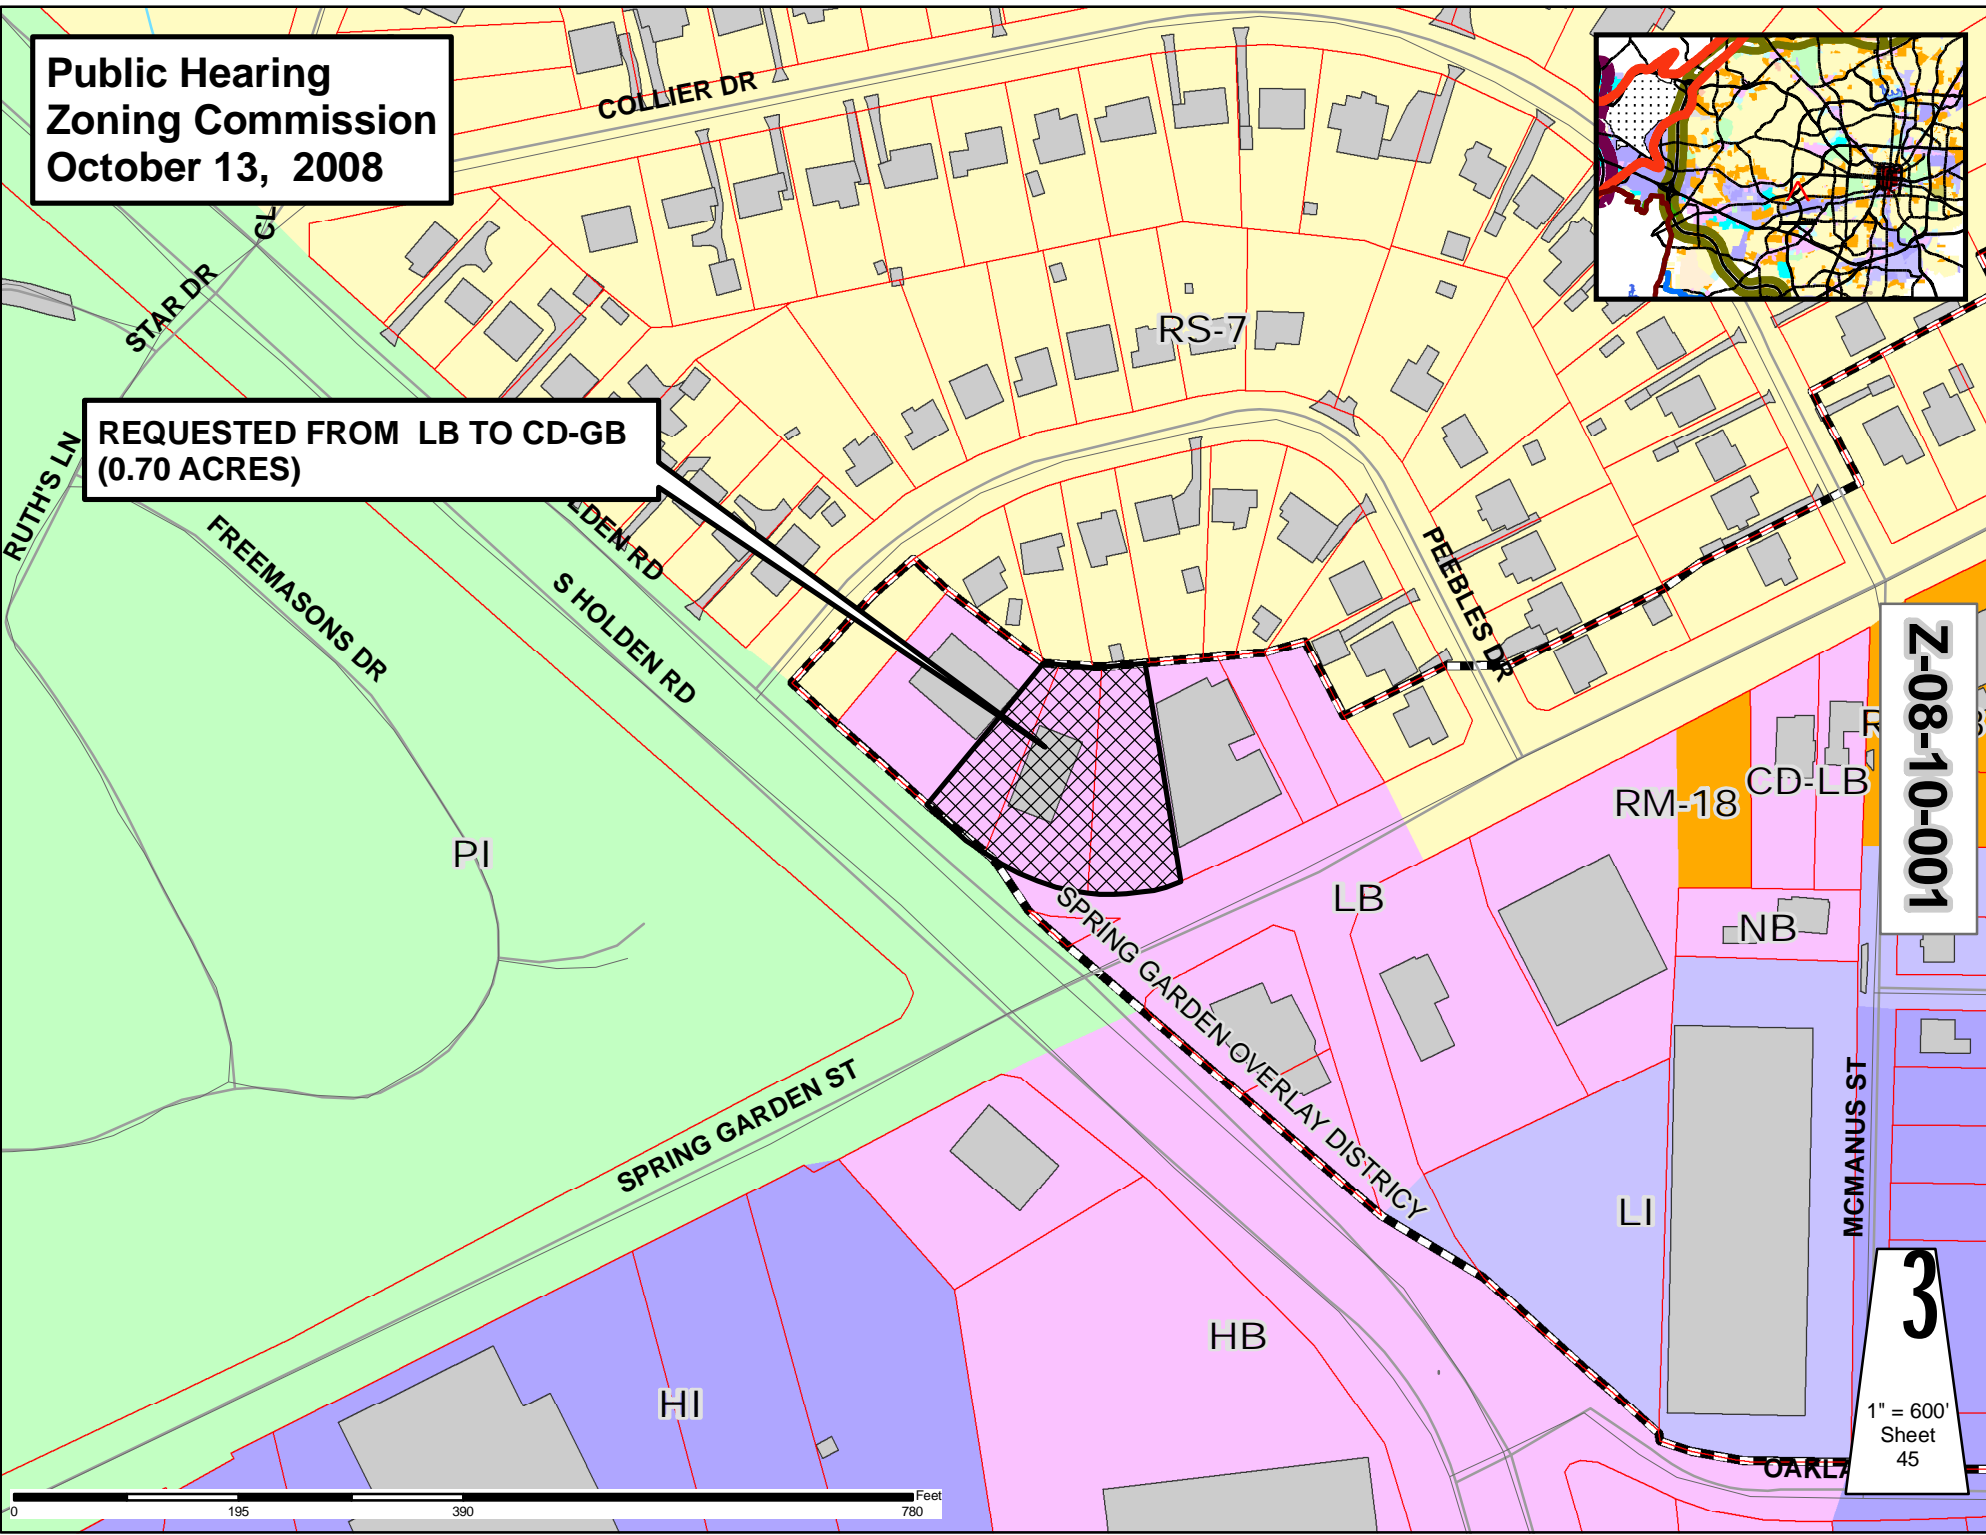 Public Hearing
Zoning Commission
October 13, 2008
COLLIER DR
STAR DR
RS-7
REQUESTED FROM LB TO CD-GB
(0.70 ACRES)
RUTH'S LN
FREEMASONS DR
S HOLDEN RD
PEEBLES DR
Z-08-10-001
PI
RM-18
CD-LB
LB
NB
SPRING GARDEN OVERLAY DISTRICY
SPRING GARDEN ST
MCMANUS ST
LI
HB
HI
3
1" = 600'
Sheet
45
Feet
0 195 390 780